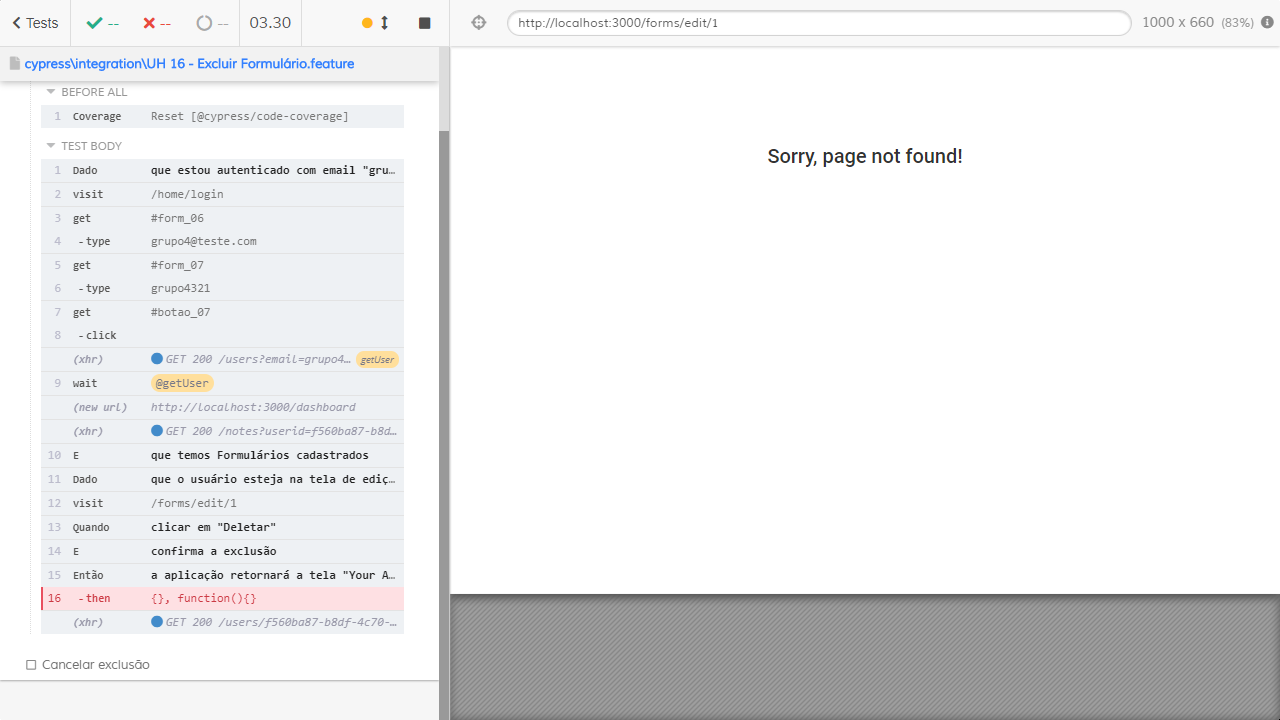 Tests -- -- -- 03.30
http://localhost:3000/forms/edit/1 1000 x 660 (83%)
cypress\integration\UH 16 - Excluir Formulário.feature
BEFORE ALL
1 Coverage Reset [@cypress/code-coverage]
TEST BODY
1 Dado que estou autenticado com email "gru…
2 visit /home/login
3 get #form_06
4 -type grupo4@teste.com
5 get #form_07
6 -type grupo4321
7 get #botao_07
8 -click
(xhr) GET 200 /users?email=grupo4… getUser
9 wait @getUser
(new url) http://localhost:3000/dashboard
(xhr) GET 200 /notes?userid=f560ba87-b8d…
10 E que temos Formulários cadastrados
11 Dado que o usuário esteja na tela de ediç…
12 visit /forms/edit/1
13 Quando clicar em "Deletar"
14 E confirma a exclusão
15 Então a aplicação retornará a tela "Your A…
16 -then {}, function(){}
(xhr) GET 200 /users/f560ba87-b8df-4c70-…
Cancelar exclusão
Sorry, page not found!